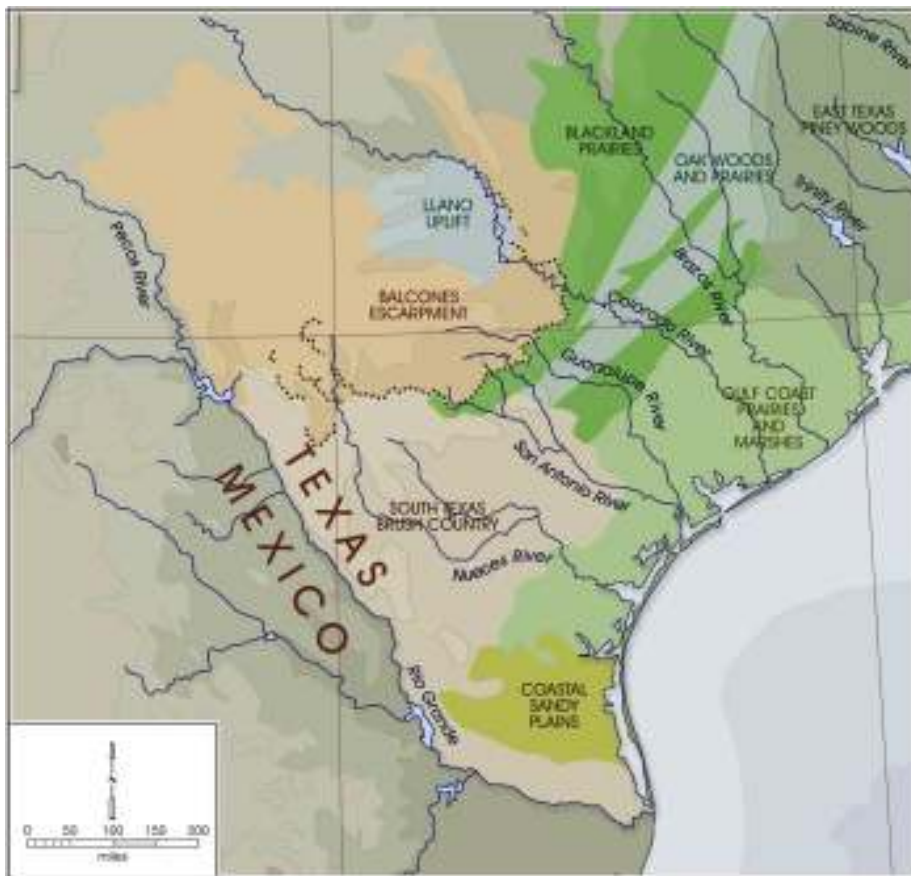 Sabine River
EAST TEXAS
PINEY WOODS
BLACKLAND
PRAIRIES
OAK WOODS
AND PRAIRIES
Trinity River
LLANO
UPLIFT
Pecos River
Brazos River
BALCONES
ESCARPMENT
Colorado River
Guadalupe River
GULF COAST
PRAIRIES
AND
MARSHES
TEXAS
MEXICO
San Antonio River
SOUTH TEXAS
BRUSH COUNTRY
Nueces River
Rio Grande
COASTAL
SANDY
PLAINS
0 50 100 150 200
miles